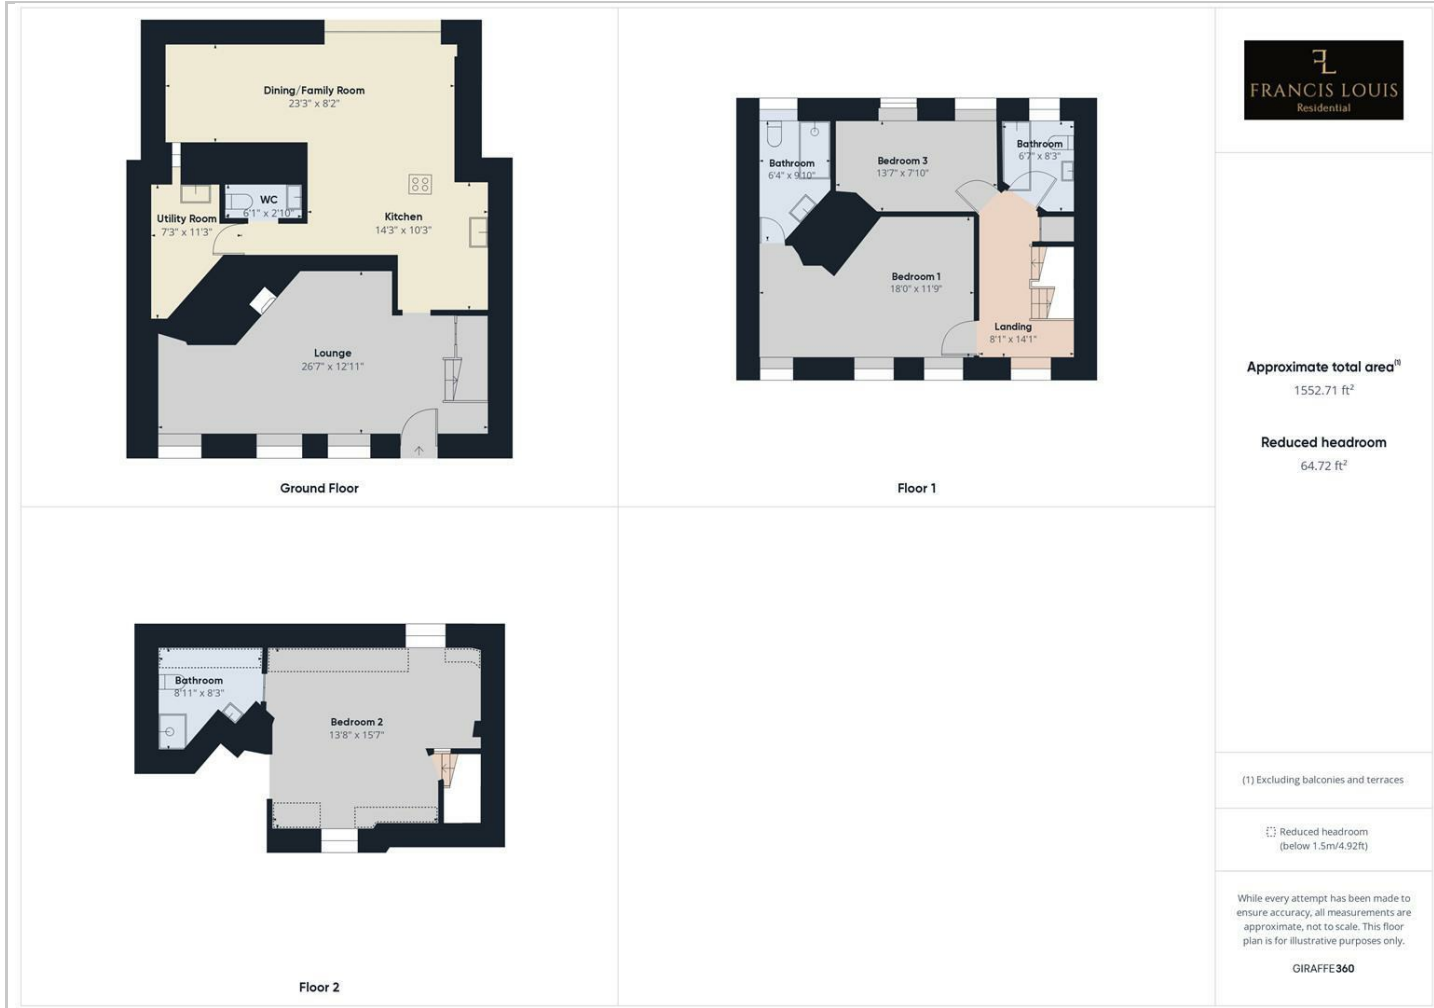 Dining/Family Room
23'3" x 8'2"
WC
6'1" x 2'10"
Utility Room
7'3" x 11'3"
Kitchen
14'3" x 10'3"
Lounge
26'7" x 12'11"
Ground Floor
Bathroom
6'4" x 9'10"
Bedroom 3
13'7" x 7'10"
Bathroom
6'7" x 8'3"
Bedroom 1
18'0" x 11'9"
Landing
8'1" x 14'1"
Floor 1
Bathroom
8'11" x 8'3"
Bedroom 2
13'8" x 15'7"
Floor 2
FL
FRANCIS LOUIS
Residential
Approximate total area⁽¹⁾
1552.71 ft²
Reduced headroom
64.72 ft²
(1) Excluding balconies and terraces
Reduced headroom
(below 1.5m/4.92ft)
While every attempt has been made to
ensure accuracy, all measurements are
approximate, not to scale. This floor
plan is for illustrative purposes only.
GIRAFFE360